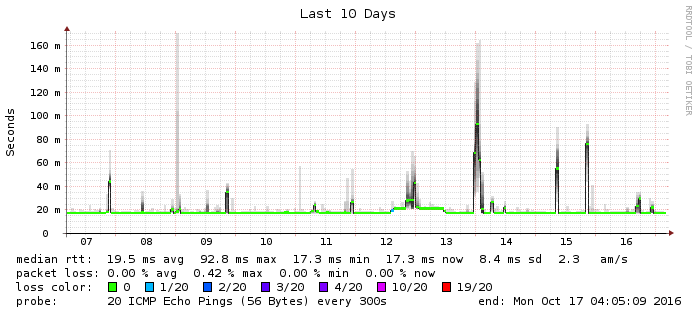 Last 10 Days
RRDTOOL / TOBI OETIKER
Seconds
160 m
140 m
120 m
100 m
80 m
60 m
40 m
20 m
0
07 08 09 10 11 12 13 14 15 16
median rtt: 19.5 ms avg 92.8 ms max 17.3 ms min 17.3 ms now 8.4 ms sd 2.3 am/s
packet loss: 0.00 % avg 0.42 % max 0.00 % min 0.00 % now
loss color: 0 1/20 2/20 3/20 4/20 10/20 19/20
probe: 20 ICMP Echo Pings (56 Bytes) every 300s end: Mon Oct 17 04:05:09 2016